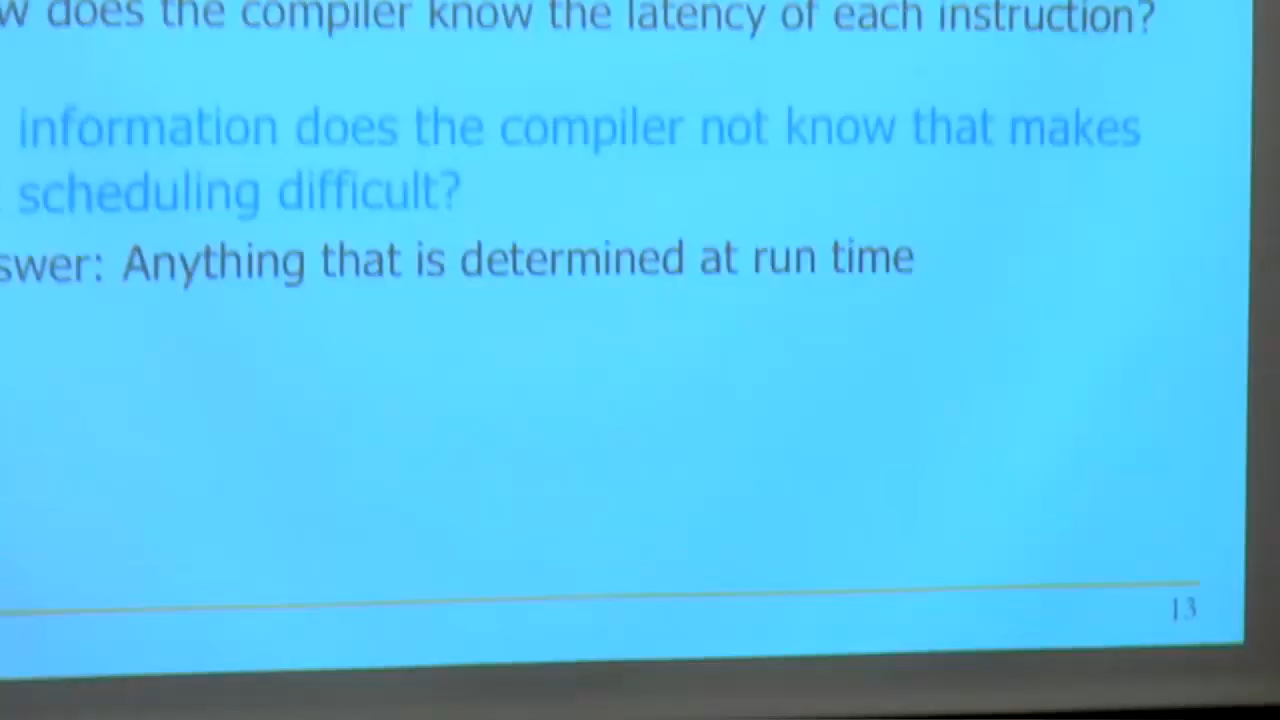 does the compiler know the latency of each instruction?
information does the compiler not know that makes
scheduling difficult?
swer: Anything that is determined at run time
13